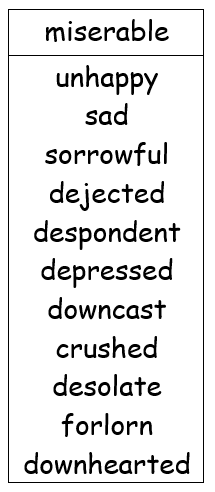 miserable
unhappy
sad
sorrowful
dejected
despondent
depressed
downcast
crushed
desolate
forlorn
downhearted